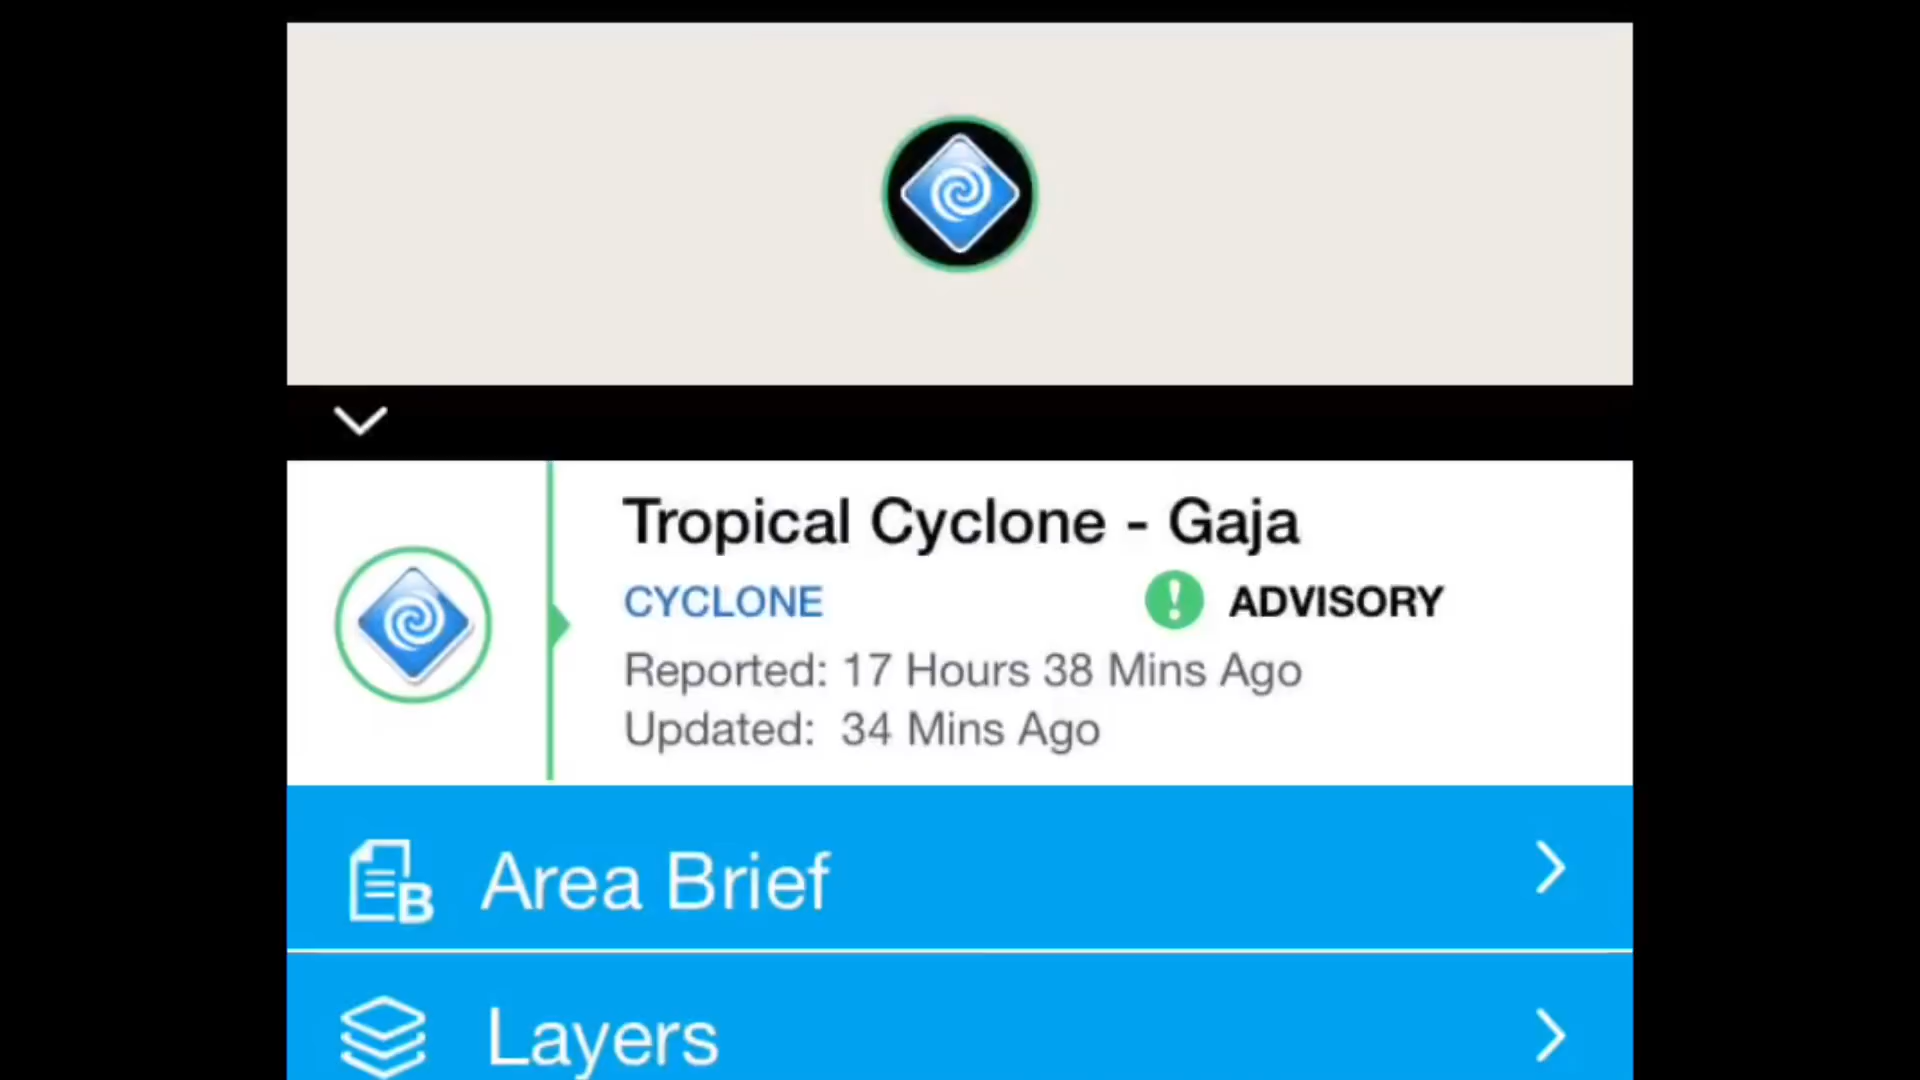 Tropical Cyclone - Gaja
CYCLONE ! ADVISORY
Reported: 17 Hours 38 Mins Ago
Updated: 34 Mins Ago
B Area Brief
Layers